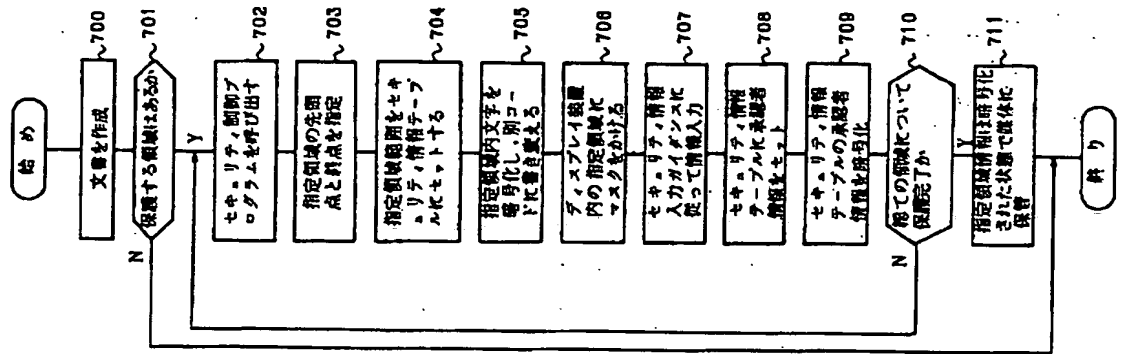 始め
文書を作成
~700
保護する領域はあるか
~701
N
Y
セキュリティ制御プ
ログラムを呼び出す
~702
指定領域の先頭
点と終点を指定
~703
指定領域範囲をセキ
ュリティ情報テーブ
ルにセットする
~704
指定領域内文字を
暗号化し,別コー
ドに書き変える
~705
ディスプレイ装置
内の指定領域に
マスクをかける
~706
セキュリティ情報
入力ガイダンスに
従って情報入力
~707
セキュリティ情報
テーブルに承認者
情報をセット
~708
セキュリティ情報
テーブルの承認者
情報を暗号化
~709
総ての領域について
保護完了か
~710
N
Y
指定領域情報は暗号化
された状態で媒体に
保管
~711
終り